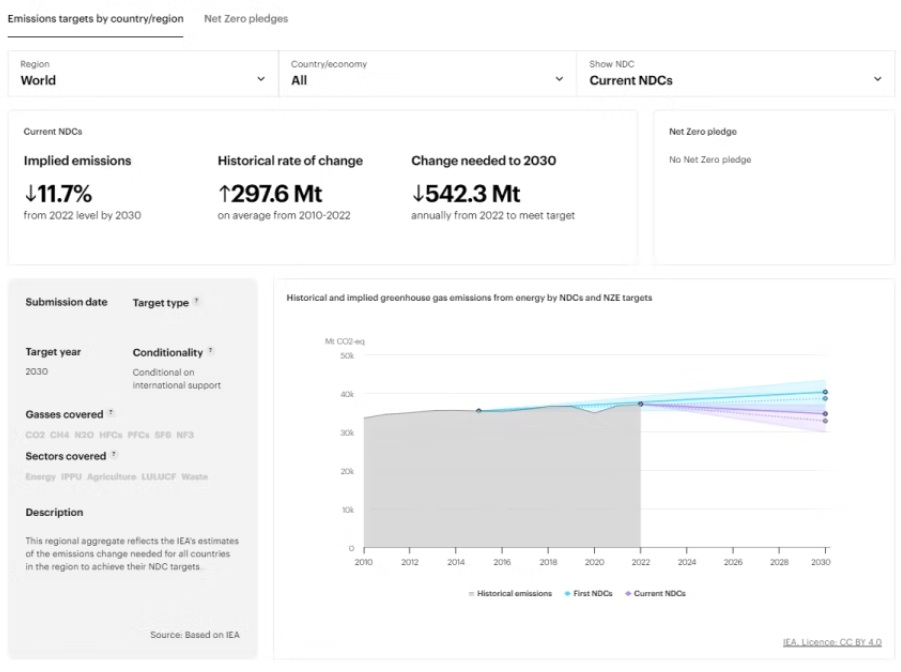 Emissions targets by country/region
Net Zero pledges
Region
World
Country/economy
All
Show NDC
Current NDCs
Current NDCs
Implied emissions
↓11.7%
from 2022 level by 2030
Historical rate of change
↑297.6 Mt
on average from 2010-2022
Change needed to 2030
↓542.3 Mt
annually from 2022 to meet target
Net Zero pledge
No Net Zero pledge
Submission date
Target type ?
Target year
2030
Conditionality ?
Conditional on
international support
Gasses covered ?
CO2 CH4 N2O HFCs PFCs SF6 NF3
Sectors covered ?
Energy IPPU Agriculture LULUCF Waste
Description
This regional aggregate reflects the IEA's estimates
of the emissions change needed for all countries
in the region to achieve their NDC targets.
Source: Based on IEA
Historical and implied greenhouse gas emissions from energy by NDCs and NZE targets
Mt CO2-eq
50k
40k
30k
20k
10k
0
2010 2012 2014 2016 2018 2020 2022 2024 2026 2028 2030
Historical emissions First NDCs Current NDCs
IEA. Licence: CC BY 4.0